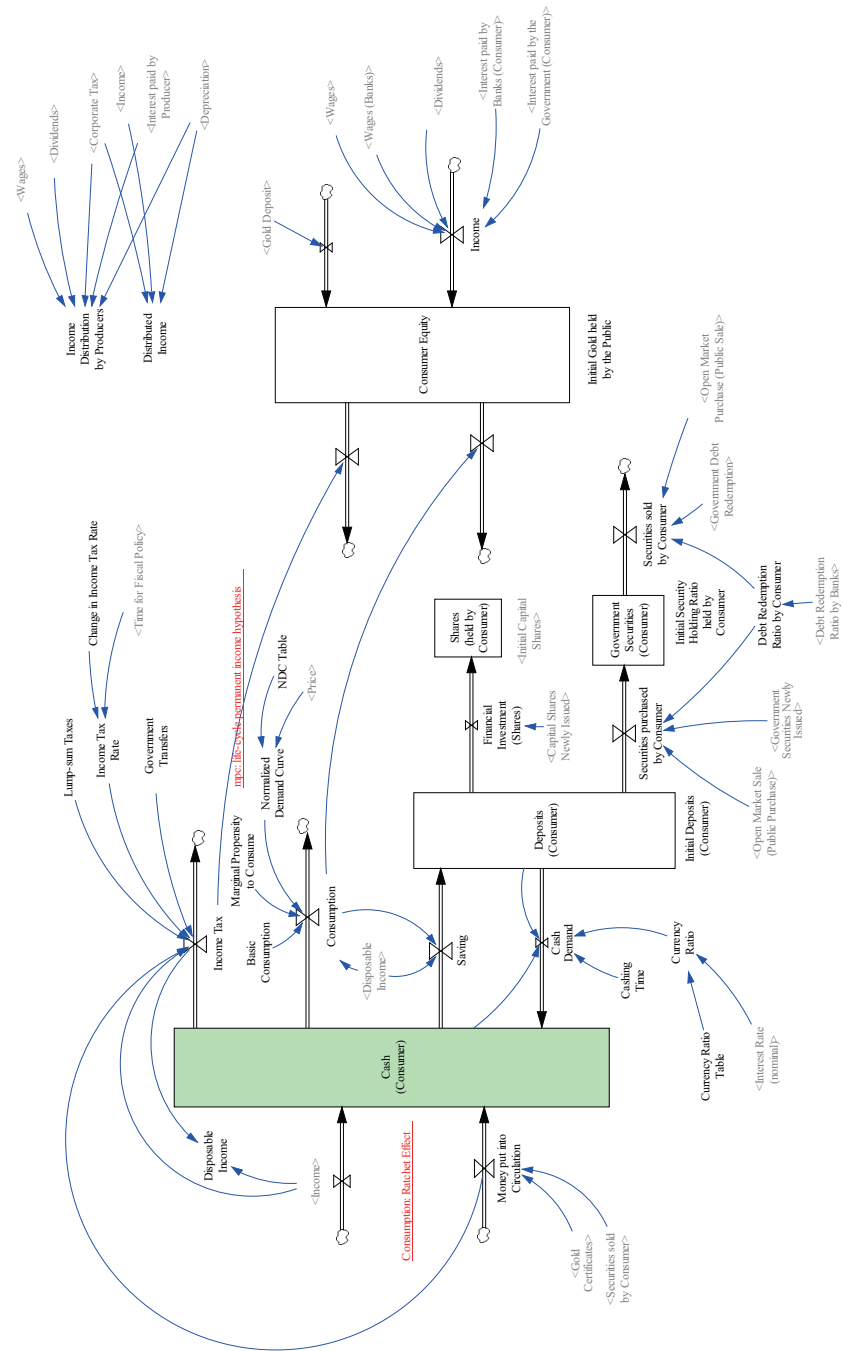 Lump-sum Taxes
Change in Income Tax Rate
<Time for Fiscal Policy>
Income Tax
Rate
Government
Transfers
<Wages>
<Dividends>
<Corporate Tax>
<Income>
<Interest paid by
Producer>
<Depreciation>
Income
Distribution
by Producers
Distributed
Income
Disposable
Income
<Income>
Income Tax
Basic
Consumption
Marginal Propensity
to Consume
Normalized
Demand Curve
NDC Table
<Price>
mpc: life-cycle permanent income hypothesis
Consumption
<Disposable
Income>
Saving
Cash
(Consumer)
Consumption: Ratchet Effect
Money put into
Circulation
<Gold
Certificates>
<Securities sold
by Consumer>
Cash
Demand
Cashing
Time
Currency
Ratio
Currency Ratio
Table
<Interest Rate
(nominal)>
Deposits
(Consumer)
Initial Deposits
(Consumer)
Shares
(held by
Consumer)
<Initial Capital
Shares>
Financial
Investment
(Shares)
<Capital Shares
Newly Issued>
Government
Securities
(Consumer)
Initial Security
Holding Ratio
held by
Consumer
Securities purchased
by Consumer
<Open Market Sale
(Public Purchase)>
<Government
Securities Newly
Issued>
Securities sold
by Consumer
<Government Debt
Redemption>
<Open Market
Purchase (Public Sale)>
Debt Redemption
Ratio by Consumer
<Debt Redemption
Ratio by Banks>
Consumer Equity
Initial Gold held
by the Public
<Gold Deposit>
<Wages>
<Wages (Banks)>
<Dividends>
<Interest paid by
Banks (Consumer)>
<Interest paid by the
Government (Consumer)>
Income